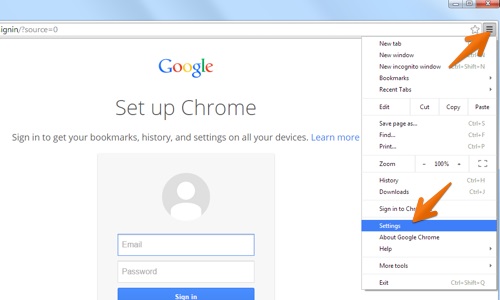 ignin/?source=0
Google
Set up Chrome
Sign in to get your bookmarks, history, and settings on all your devices. Learn more
Email
Password
Sign in
New tab
New window
New incognito window Ctrl+Shift+N
Bookmarks
Recent Tabs
Edit Cut Copy Paste
Save page as... Ctrl+S
Find... Ctrl+F
Print... Ctrl+P
Zoom - 100% +
History Ctrl+H
Downloads Ctrl+J
Sign in to
Settings
About Google Chrome
Help
More tools
Exit Ctrl+Shift+Q